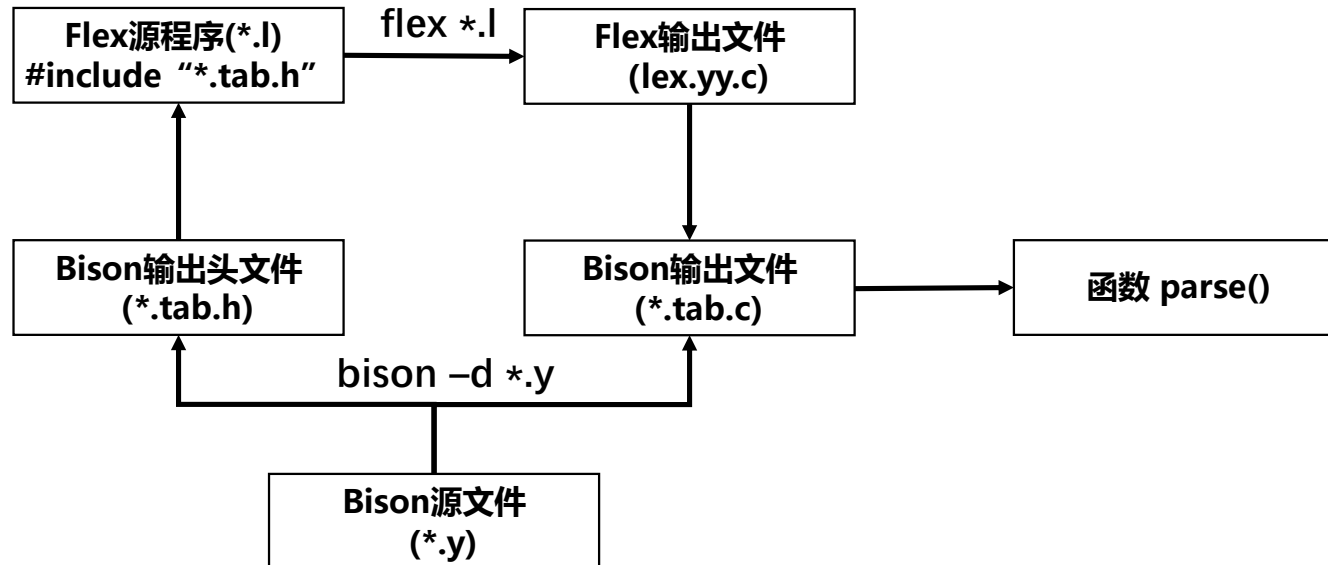 Flex源程序(*.l)
#include “*.tab.h”
flex *.l
Flex输出文件
(lex.yy.c)
Bison输出头文件
(*.tab.h)
Bison输出文件
(*.tab.c)
函数 parse()
bison –d *.y
Bison源文件
(*.y)